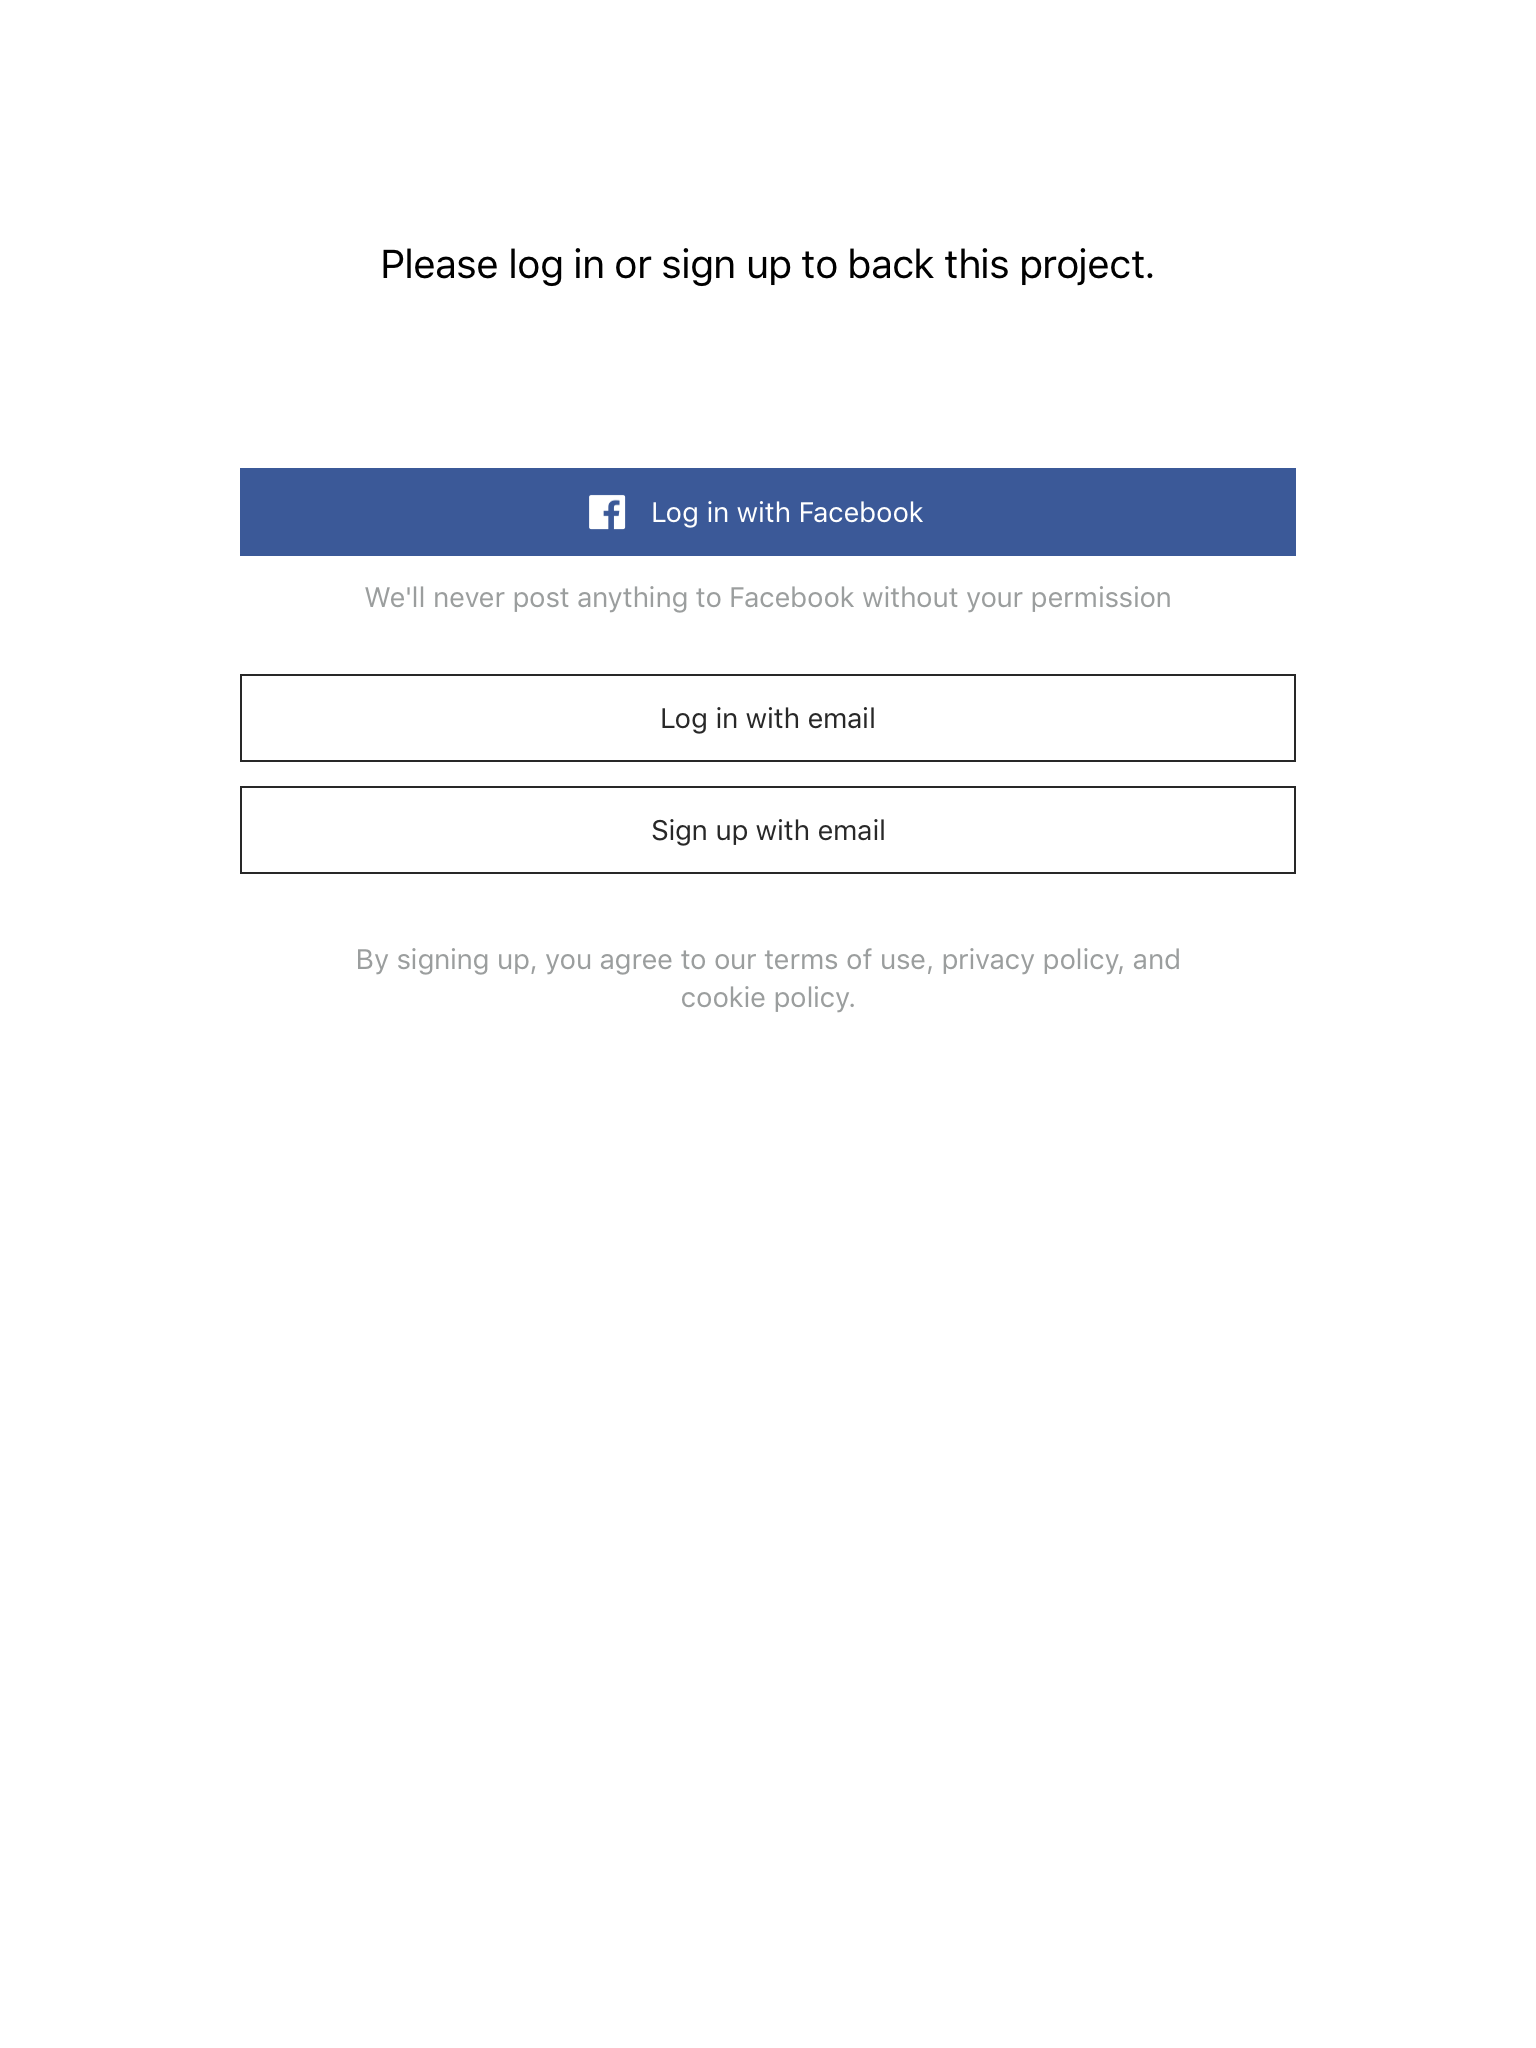 Please log in or sign up to back this project.
Log in with Facebook
We'll never post anything to Facebook without your permission
Log in with email
Sign up with email
By signing up, you agree to our terms of use, privacy policy, and
cookie policy.